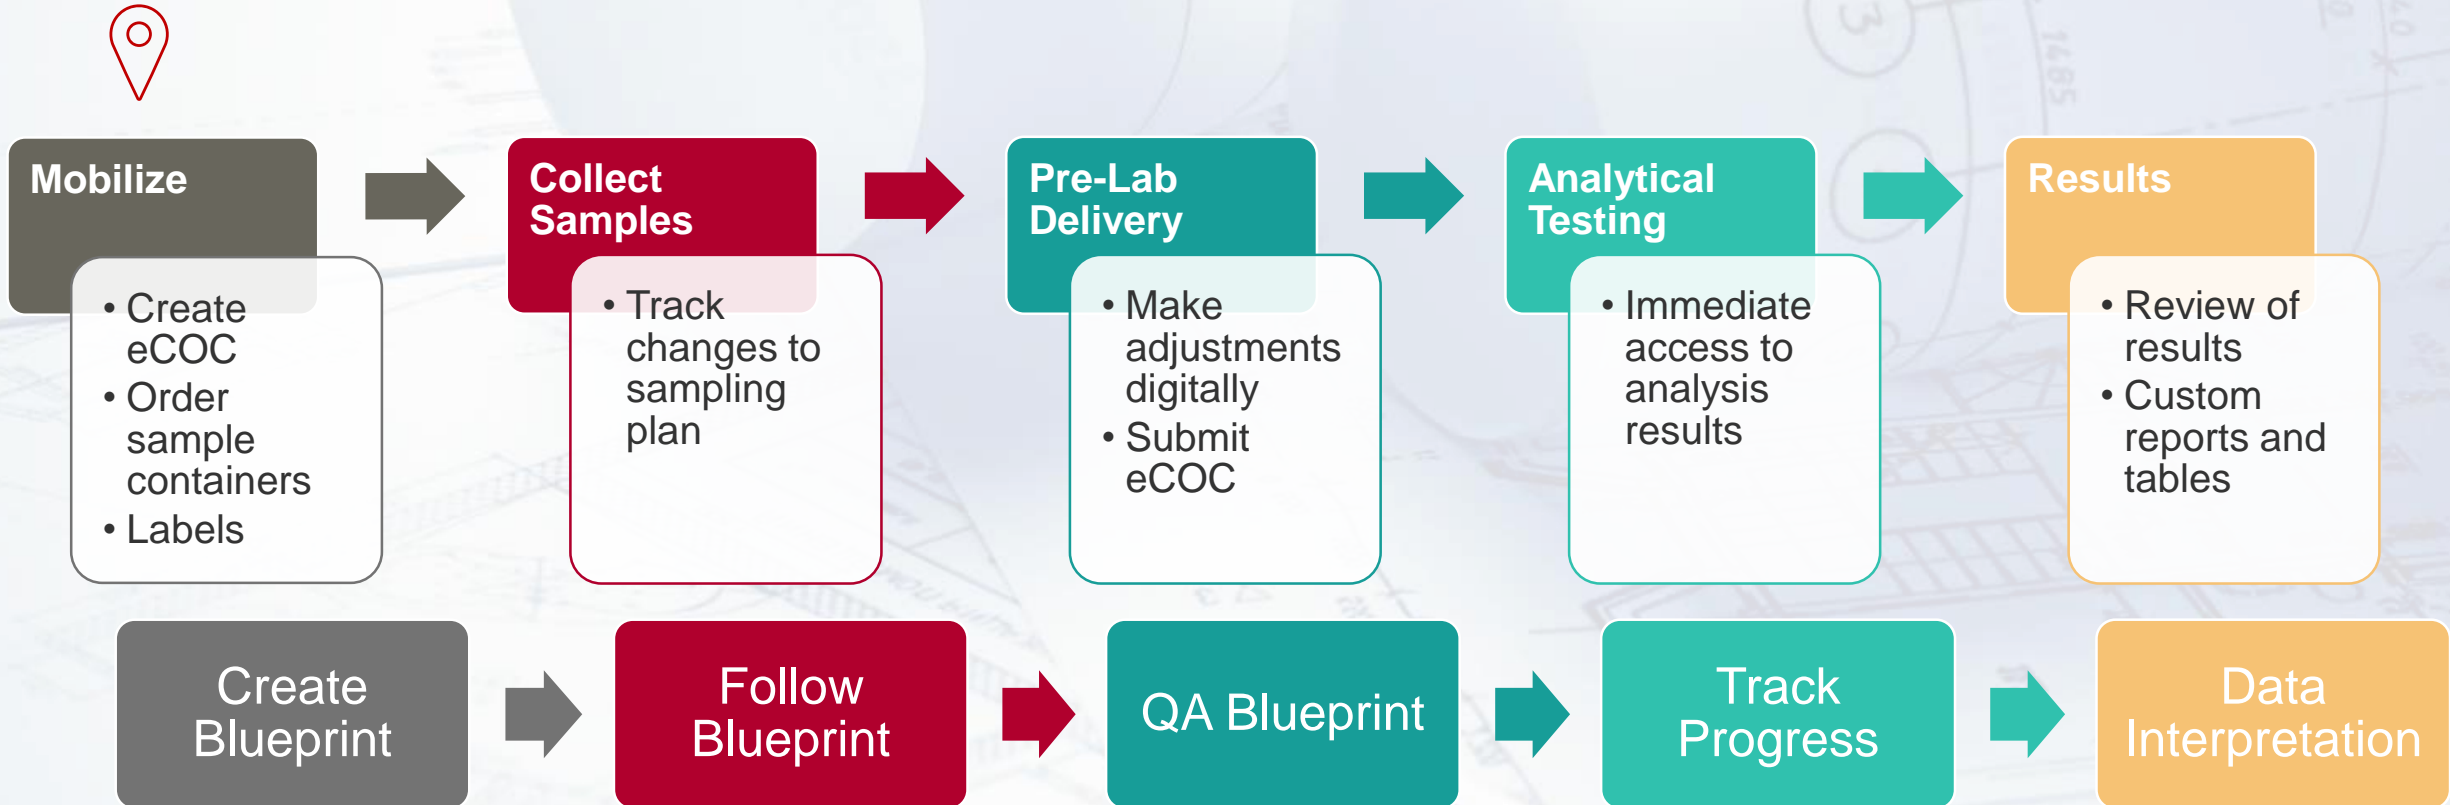 Mobilize
• Create
eCOC
• Order
sample
containers
• Labels
Collect
Samples
• Track
changes to
sampling
plan
Pre-Lab
Delivery
• Make
adjustments
digitally
• Submit
eCOC
Analytical
Testing
• Immediate
access to
analysis
results
Results
• Review of
results
• Custom
reports and
tables
Create
Blueprint
Follow
Blueprint
QA Blueprint
Track
Progress
Data
Interpretation
3
1485